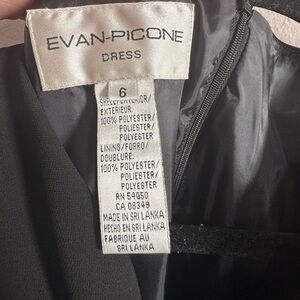 EVAN-PICONE
DRESS
6
SHELL/EXTERIOR/
EXTERIEUR:
100% POLYESTER/
POLIESTER/
POLYESTER
LINING/FORRO/
DOUBLURE:
100% POLYESTER/
POLIESTER/
POLYESTER
RN 54050
CA 08349
MADE IN SRI LANKA
HECHO EN SRI LANKA
FABRIQUE AU
SRI LANKA